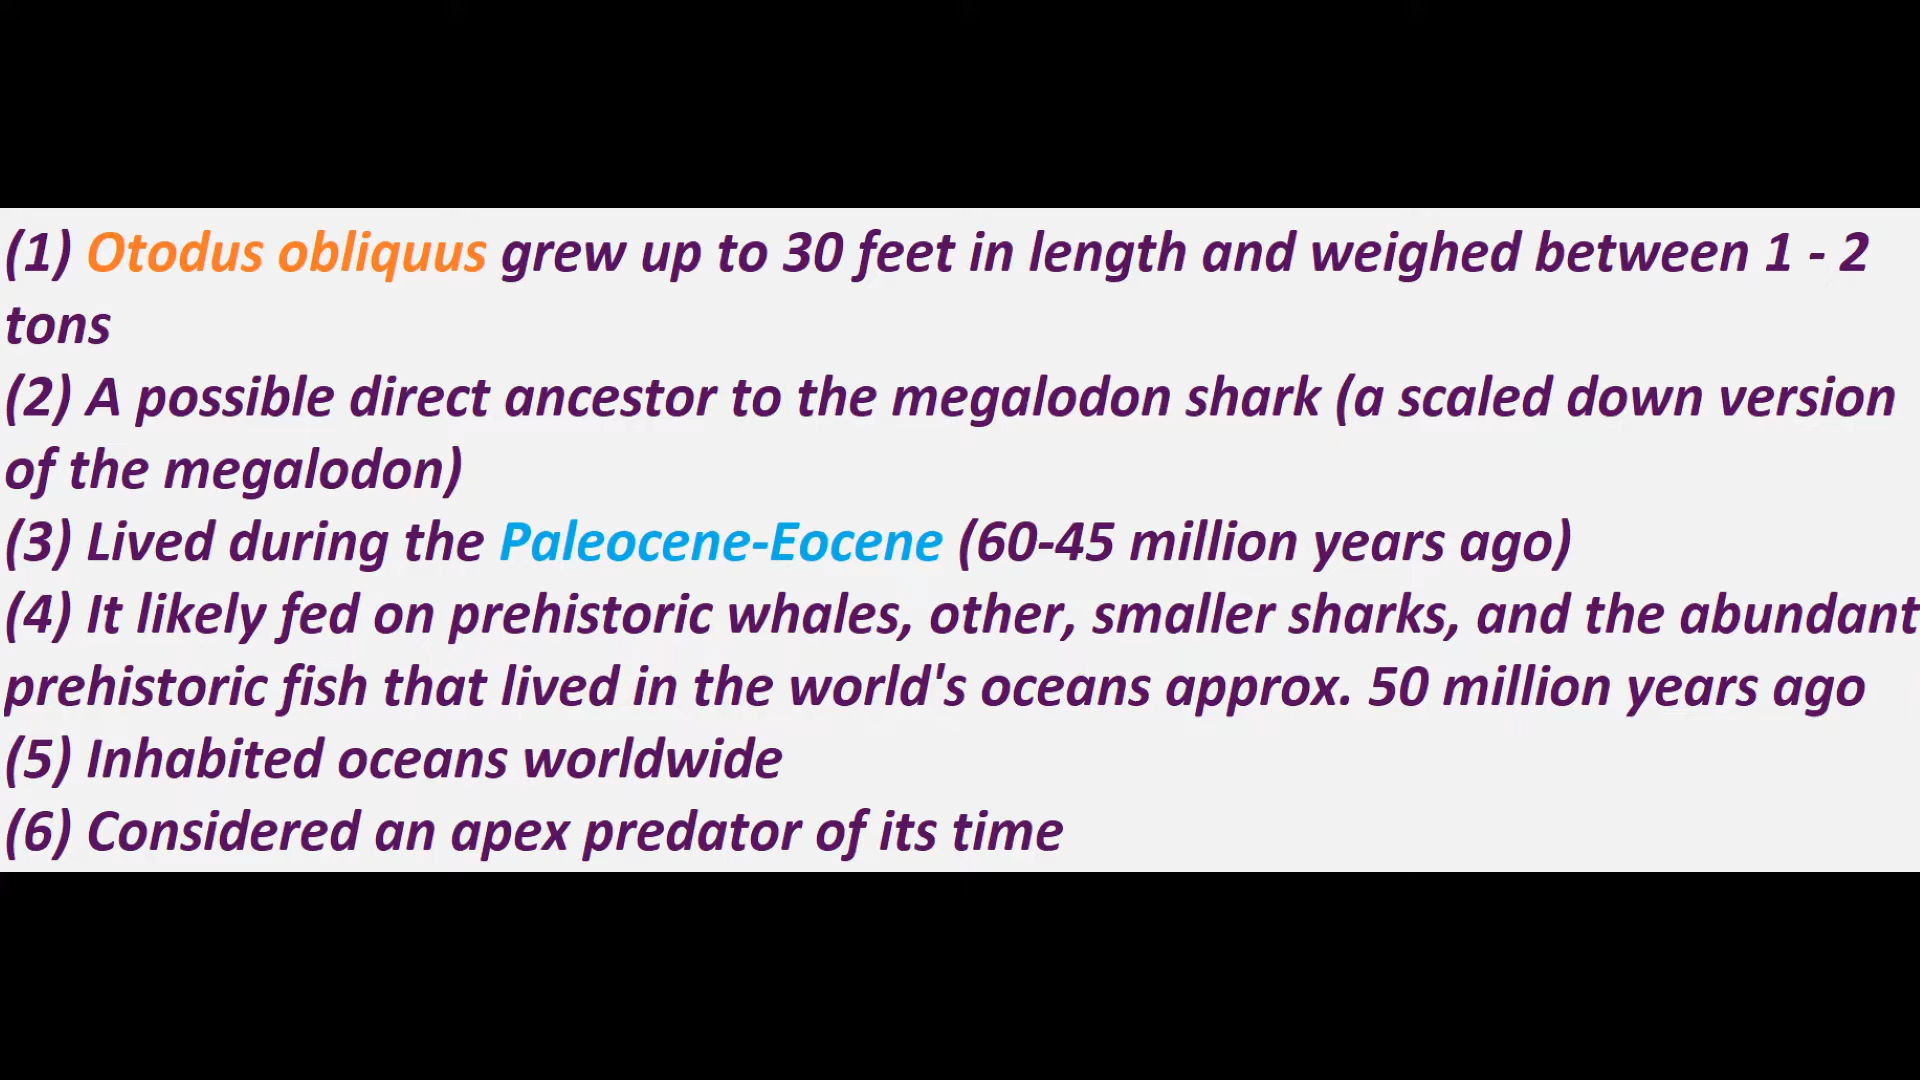 (1) Otodus obliquus grew up to 30 feet in length and weighed between 1 - 2
tons
(2) A possible direct ancestor to the megalodon shark (a scaled down version
of the megalodon)
(3) Lived during the Paleocene-Eocene (60-45 million years ago)
(4) It likely fed on prehistoric whales, other, smaller sharks, and the abundant
prehistoric fish that lived in the world's oceans approx. 50 million years ago
(5) Inhabited oceans worldwide
(6) Considered an apex predator of its time